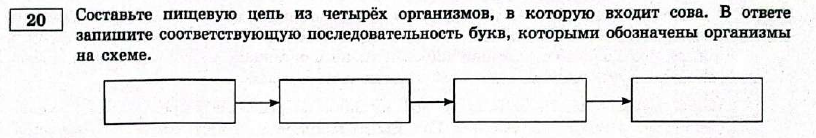 20 Составьте пищевую цепь из четырёх организмов, в которую входит сова. В ответе
запишите соответствующую последовательность букв, которыми обозначены организмы
на схеме.